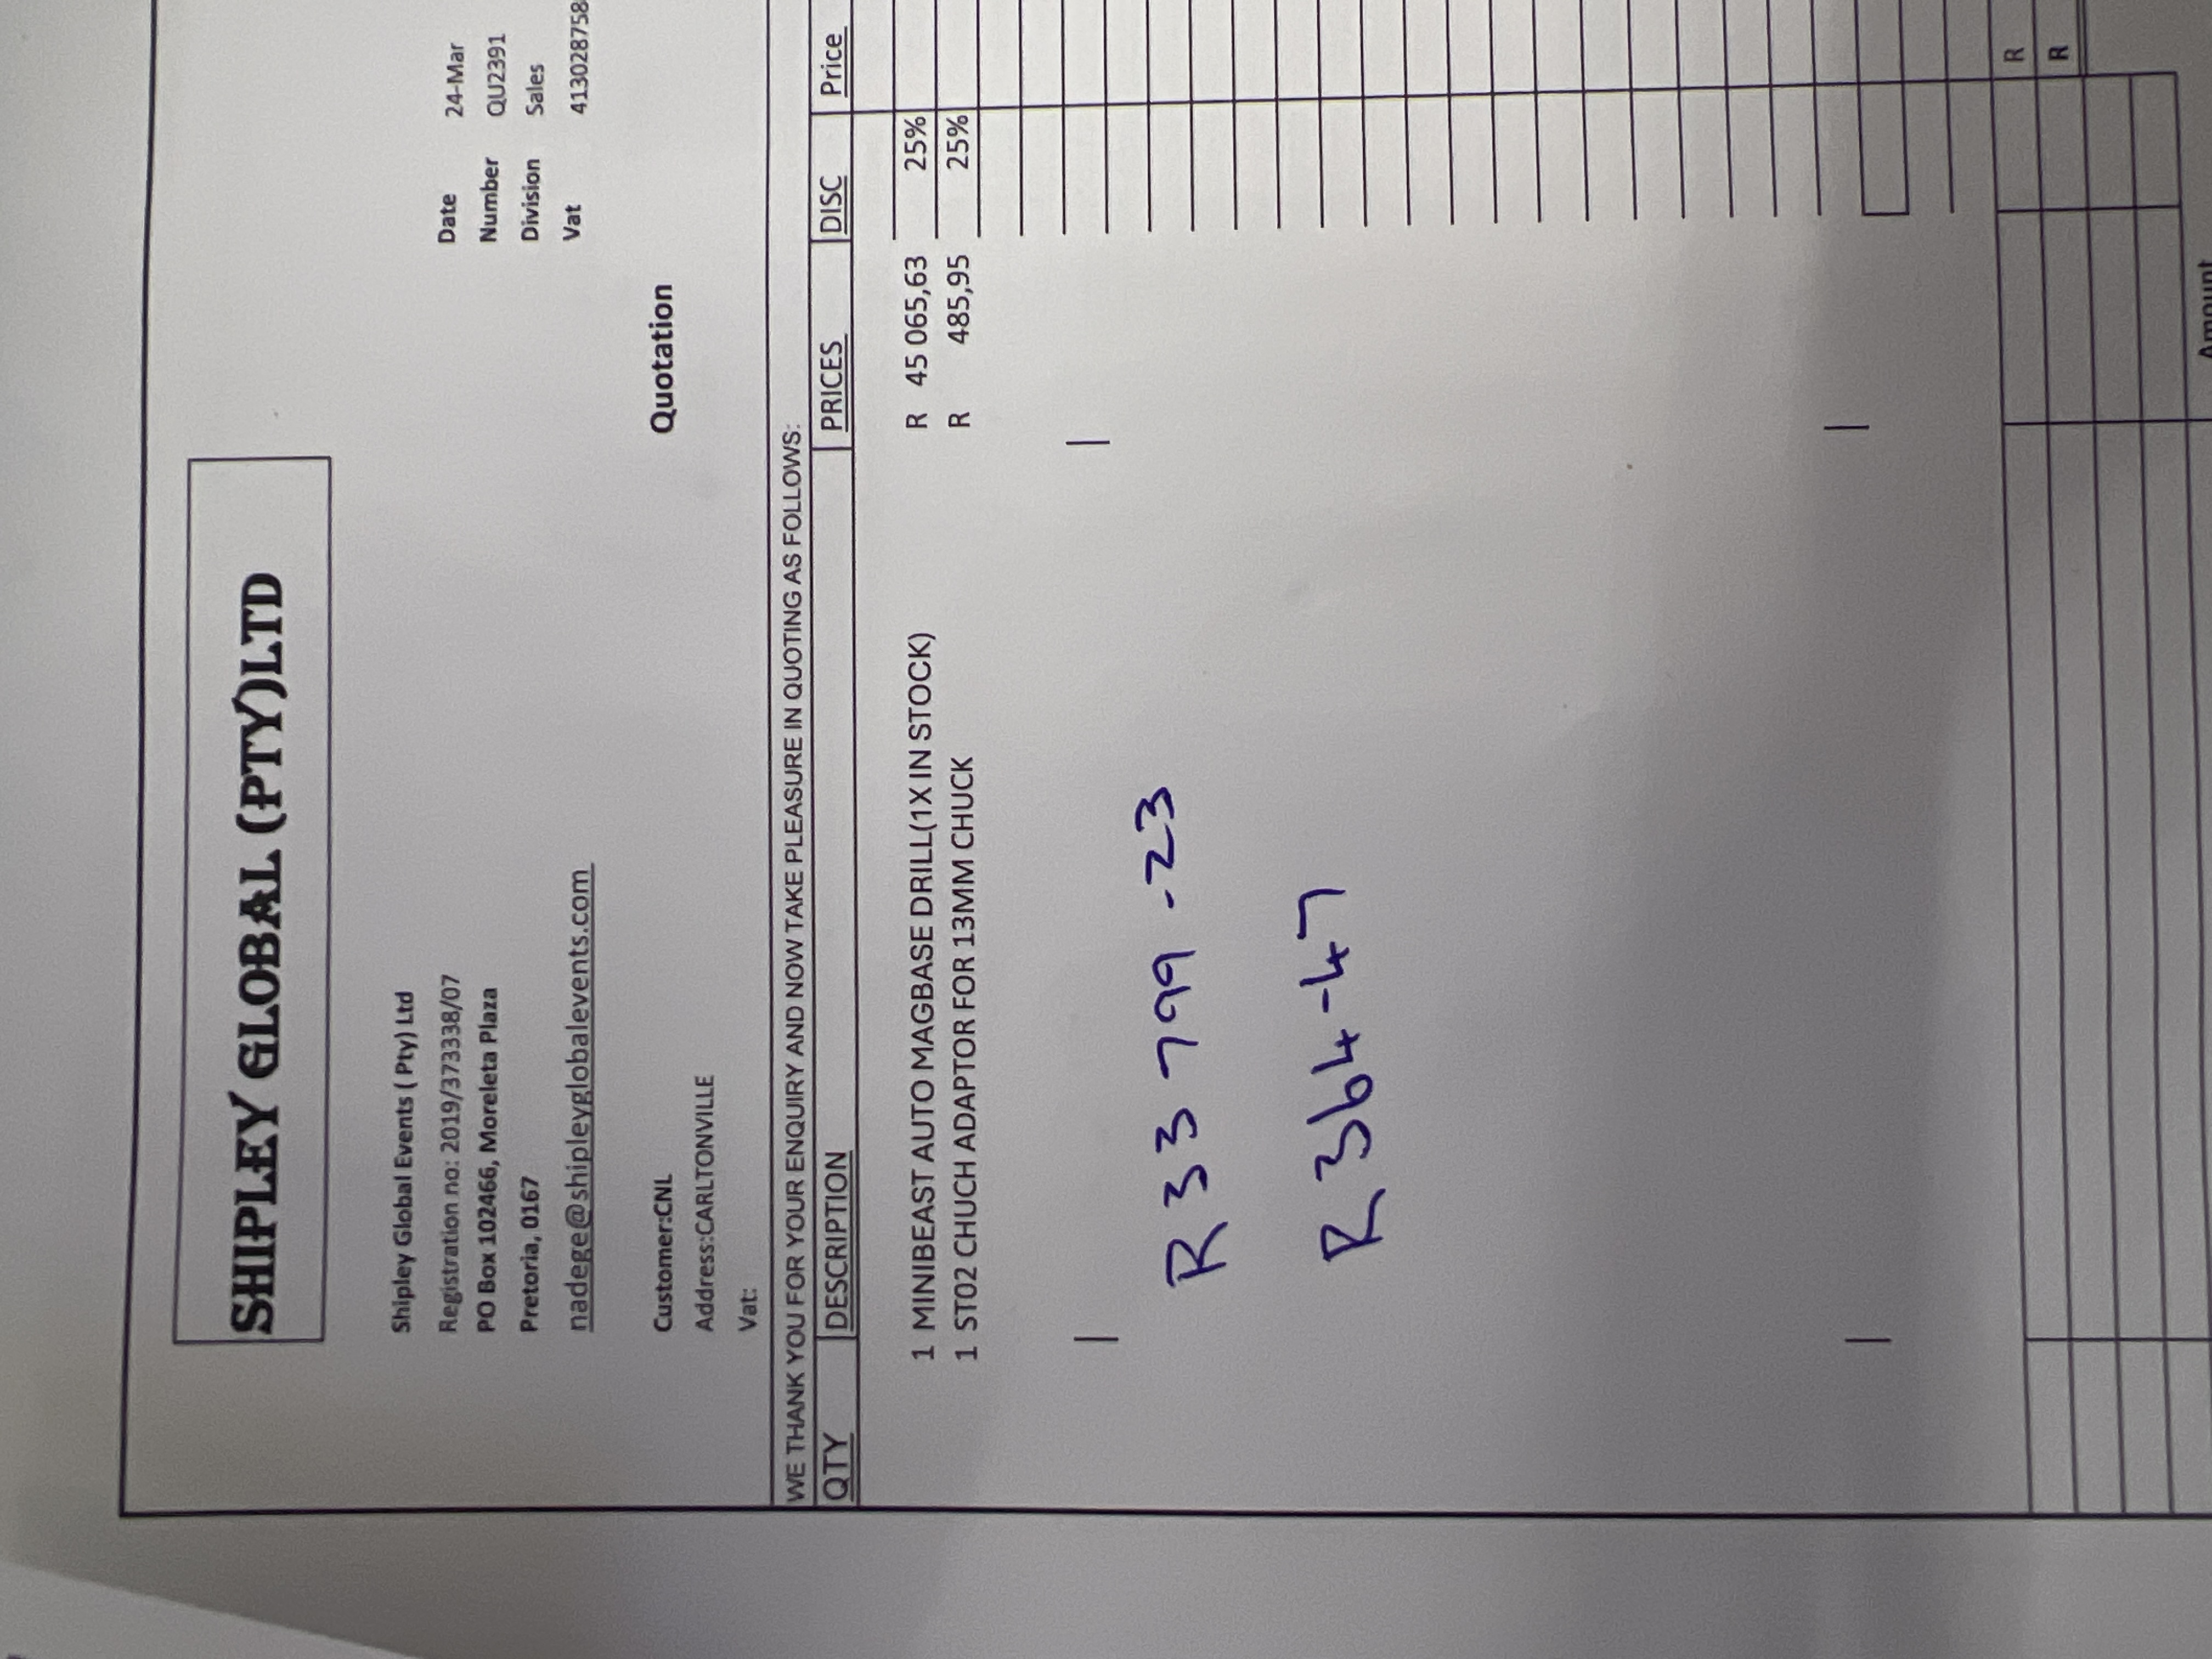 SHIPLEY GLOBAL (PTY)LTD
Shipley Global Events ( Pty) Ltd
Registration no: 2019/373338/07
PO Box 102466, Moreleta Plaza
Pretoria, 0167
nadege@shipleyglobalevents.com
Date 24-Mar
Number QU2391
Division Sales
Vat 413028758
Customer:CNL
Quotation
Address:CARLTONVILLE
Vat:
WE THANK YOU FOR YOUR ENQUIRY AND NOW TAKE PLEASURE IN QUOTING AS FOLLOWS:
QTY DESCRIPTION PRICES DISC Price
1 MINIBEAST AUTO MAGBASE DRILL(1X IN STOCK) R 45 065,63 25%
1 ST02 CHUCH ADAPTOR FOR 13MM CHUCK R 485,95 25%
R 33 799-23
R 364-47
R
R
Amount